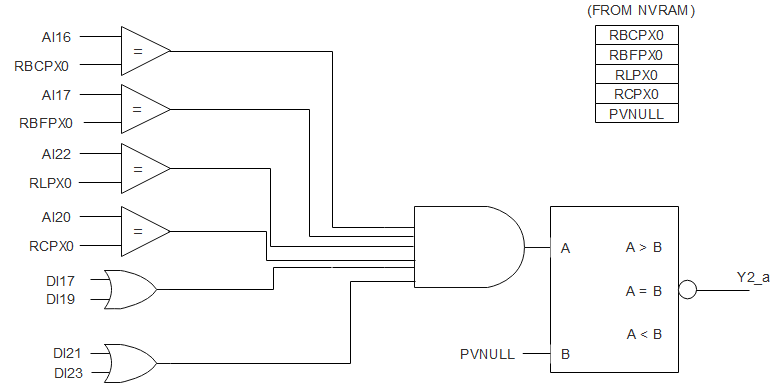 (FROM NVRAM)
RBCPX0
RBFPX0
RLPX0
RCPX0
PVNULL
AI16
=
RBCPX0
AI17
=
RBFPX0
AI22
=
RLPX0
AI20
=
RCPX0
DI17
DI19
DI21
DI23
A
A > B
A = B
A < B
Y2_a
PVNULL
B